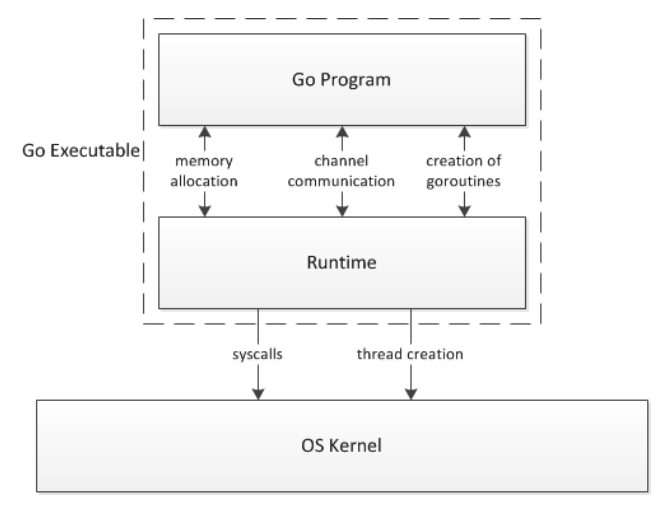 Go Program
Go Executable
memory
allocation
channel
communication
creation of
goroutines
Runtime
syscalls
thread creation
OS Kernel